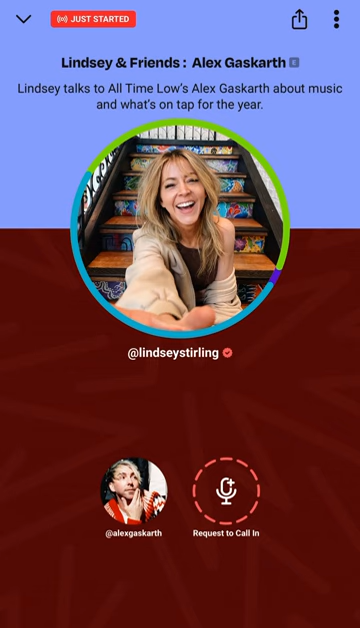 JUST STARTED
Lindsey & Friends : Alex Gaskarth E
Lindsey talks to All Time Low's Alex Gaskarth about music
and what's on tap for the year.
@lindseystirling
@alexgaskarth
Request to Call In